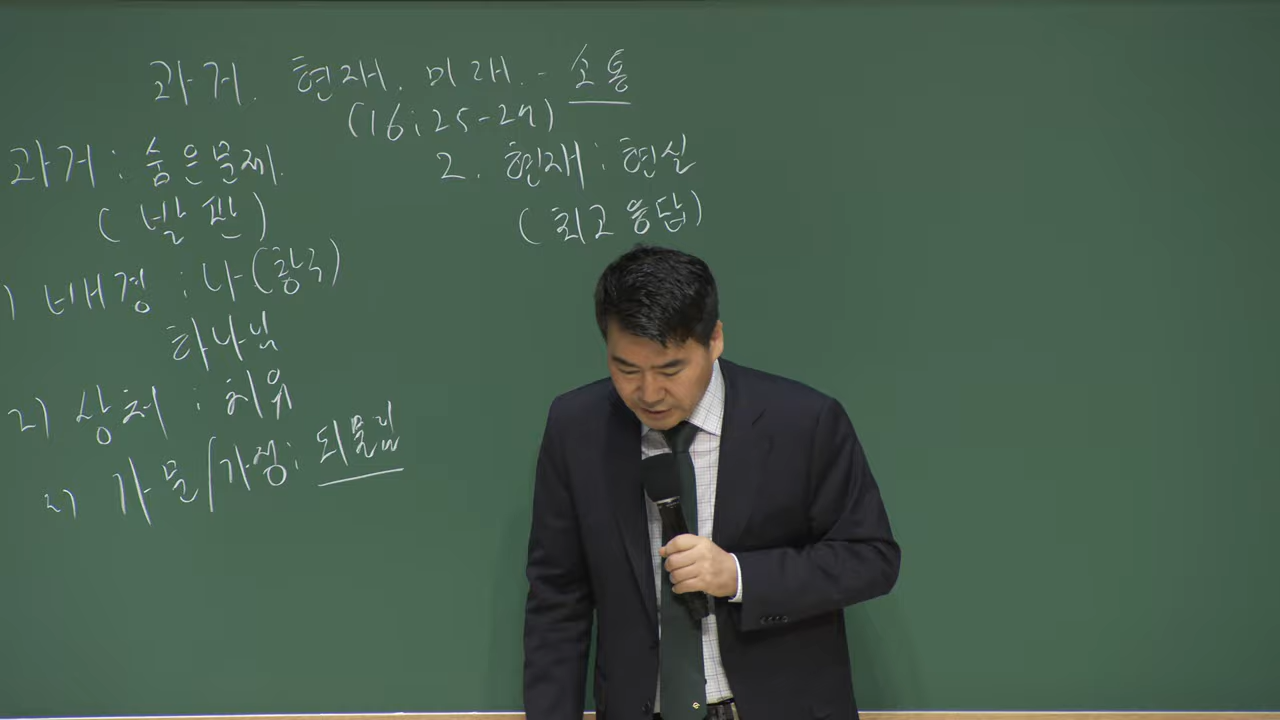 과거. 현재. 미래. - 소통
(16:25-27)
과거 : 숨은문제.
(발판)
1) 배경 : 나(황수)
하나님
2) 상처 : 치유
3) 가문/가정: 되물림
2. 현재 : 현실
(최고응답)